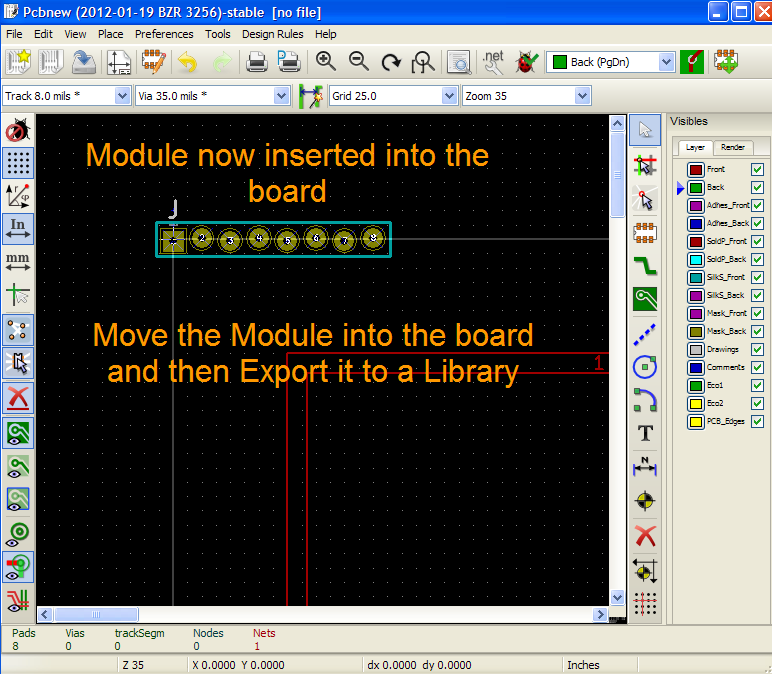 Pcbnew (2012-01-19 BZR 3256)-stable [no file]
File Edit View Place Preferences Tools Design Rules Help
.net
Back (PgDn)
Track 8.0 mils *
Via 35.0 mils *
Grid 25.0
Zoom 35
In
mm
Module now inserted into the
board
J
2 3 4 5 6 7 8
Move the Module into the board
and then Export it to a Library
1
T
N
Visibles
Layer Render
Front
Back
Adhes_Front
Adhes_Back
SoldP_Front
SoldP_Back
SilkS_Front
SilkS_Back
Mask_Front
Mask_Back
Drawings
Comments
Eco1
Eco2
PCB_Edges
Pads Vias trackSegm Nodes Nets
8 0 0 0 1
Z 35 X 0.0000 Y 0.0000 dx 0.0000 dy 0.0000 Inches